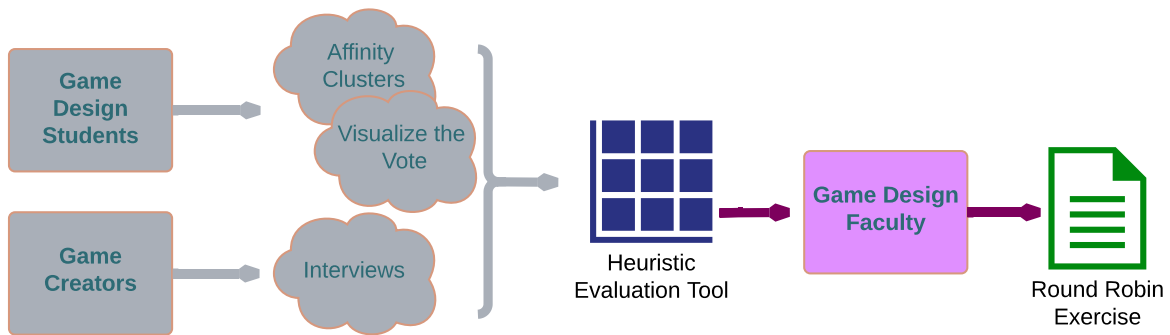 Game
Design
Students
Affinity
Clusters
Visualize the
Vote
Game
Creators
Interviews
Heuristic
Evaluation Tool
Game Design
Faculty
Round Robin
Exercise